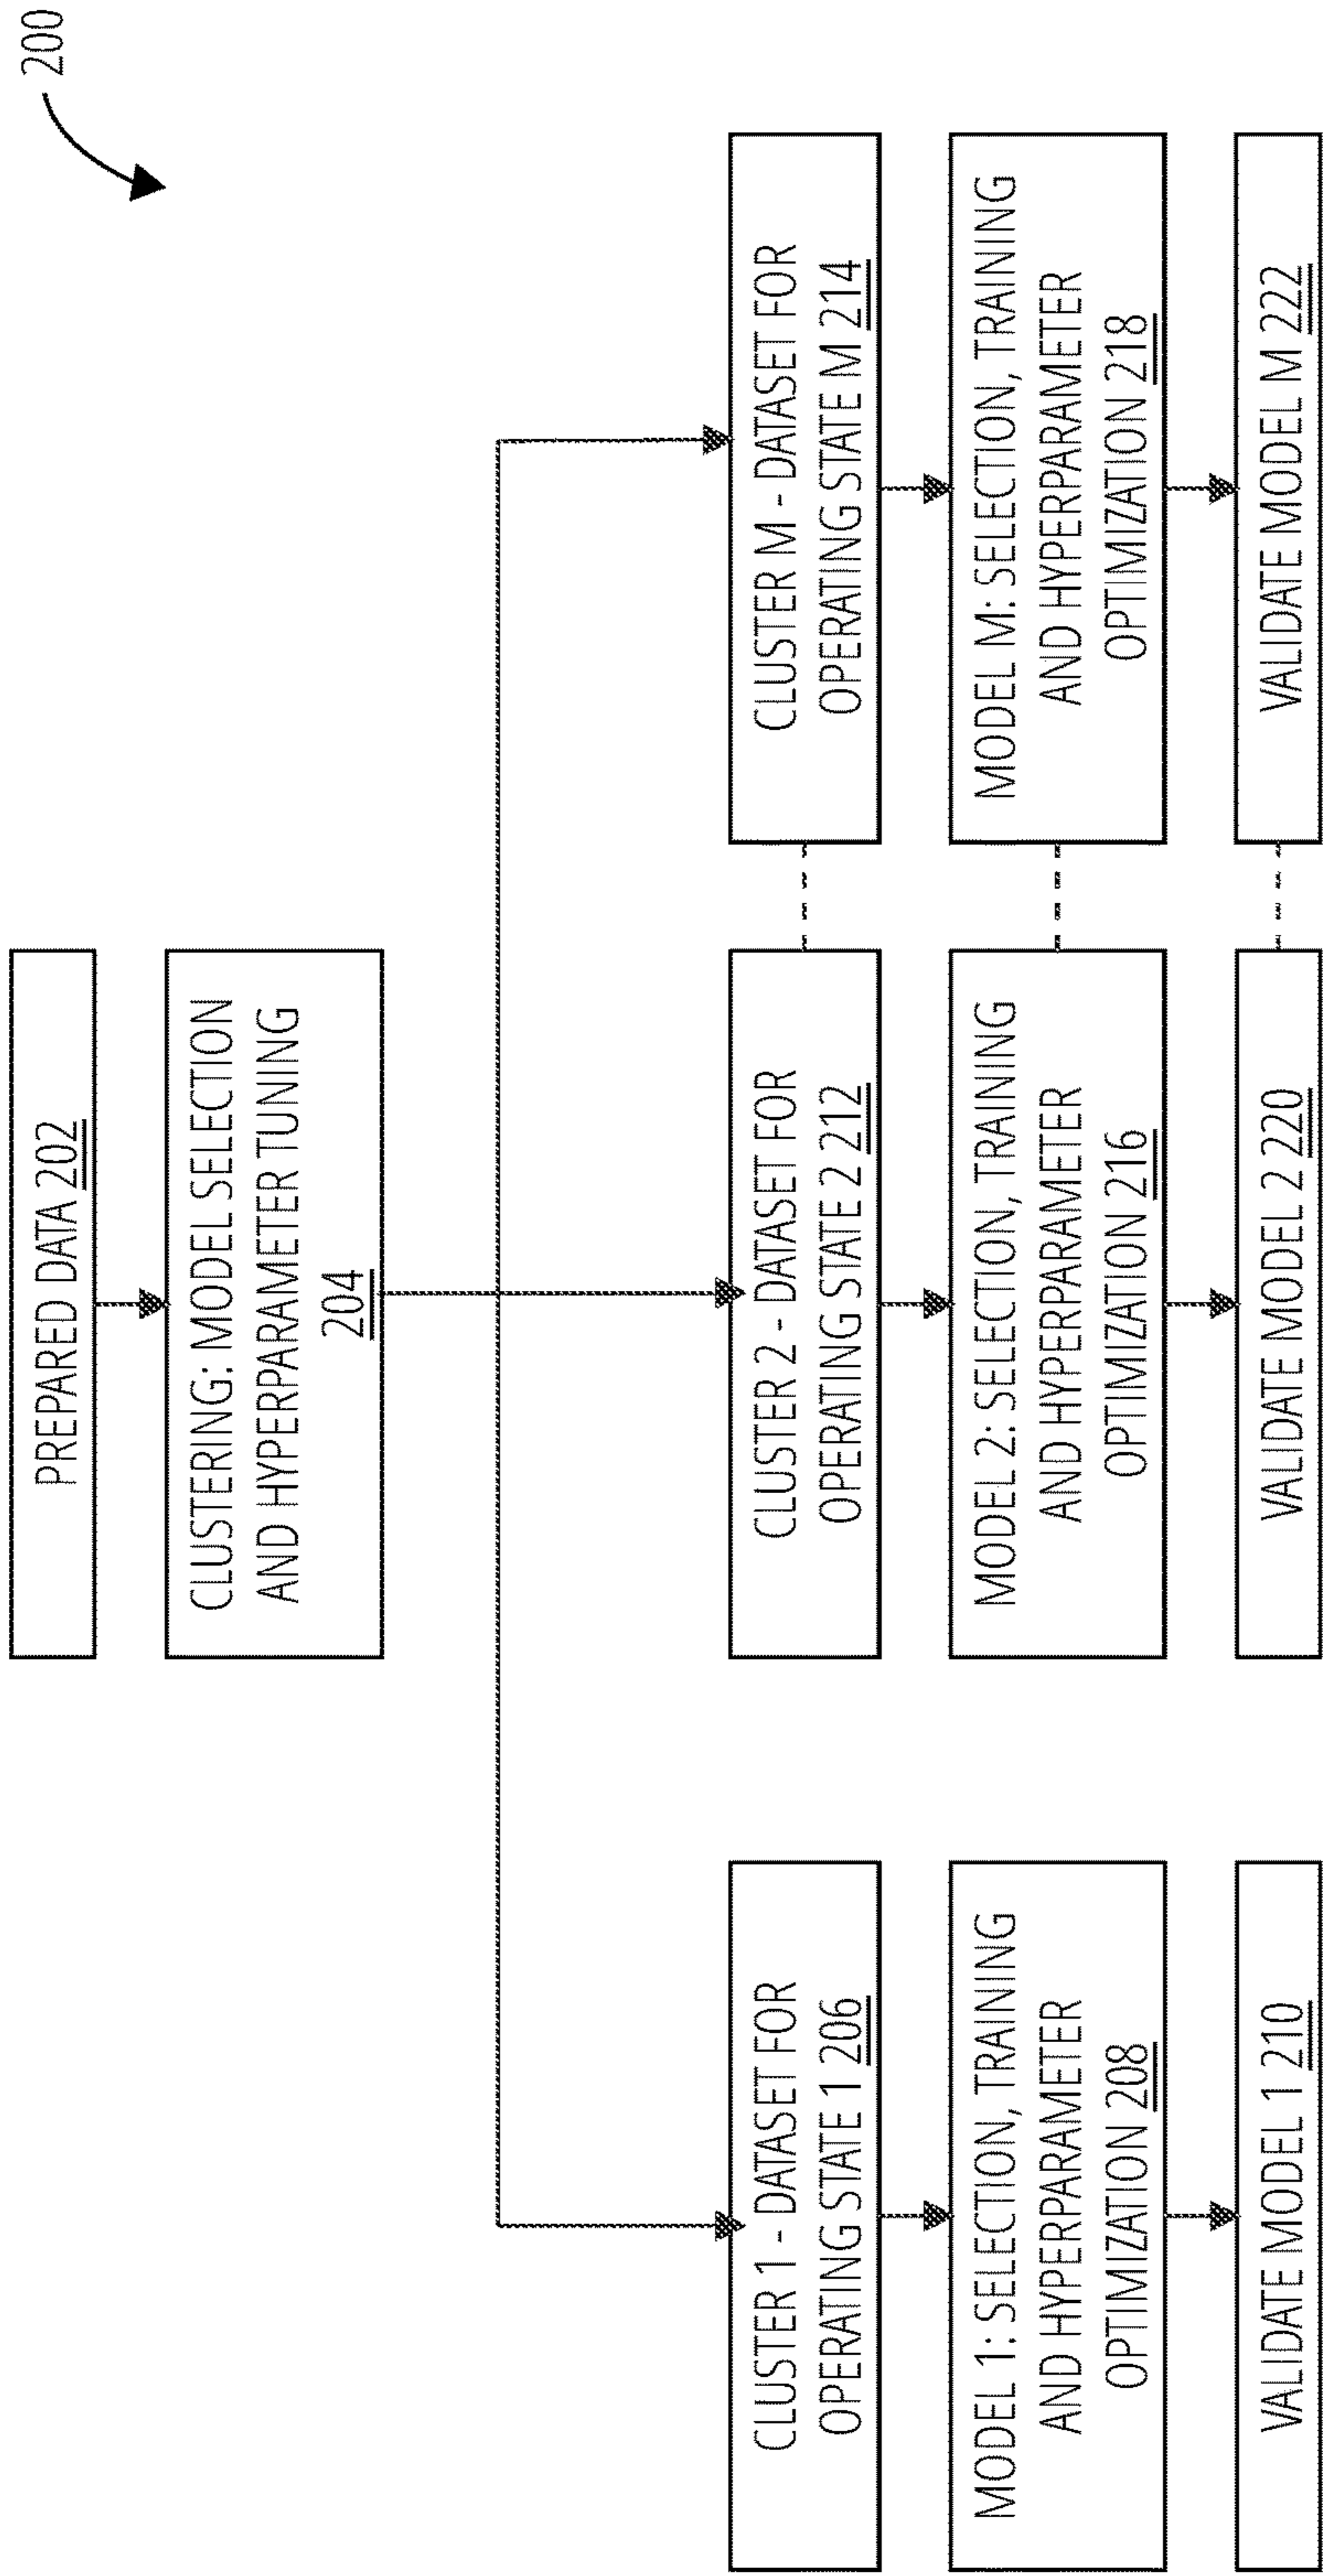 200
PREPARED DATA 202
CLUSTERING: MODEL SELECTION
AND HYPERPARAMETER TUNING
204
CLUSTER 1 - DATASET FOR
OPERATING STATE 1 206
MODEL 1: SELECTION, TRAINING
AND HYPERPARAMETER
OPTIMIZATION 208
VALIDATE MODEL 1 210
CLUSTER 2 - DATASET FOR
OPERATING STATE 2 212
MODEL 2: SELECTION, TRAINING
AND HYPERPARAMETER
OPTIMIZATION 216
VALIDATE MODEL 2 220
CLUSTER M - DATASET FOR
OPERATING STATE M 214
MODEL M: SELECTION, TRAINING
AND HYPERPARAMETER
OPTIMIZATION 218
VALIDATE MODEL M 222